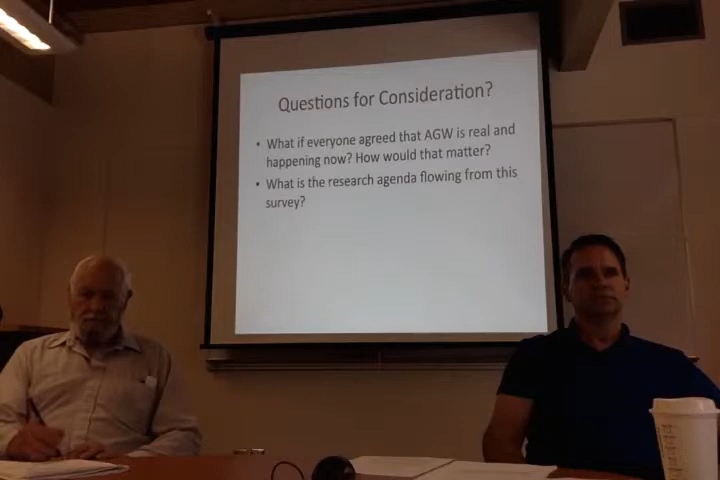 Questions for Consideration?
• What if everyone agreed that AGW is real and
happening now? How would that matter?
• What is the research agenda flowing from this
survey?